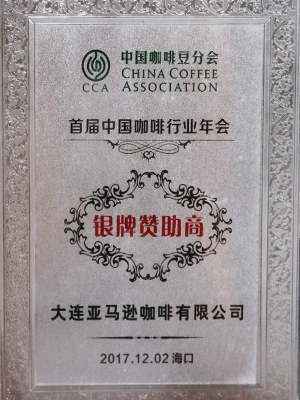 中国咖啡豆分会
CHINA COFFEE
ASSOCIATION
CCA
首届中国咖啡行业年会
银牌赞助商
大连亚马逊咖啡有限公司
2017.12.02 海口